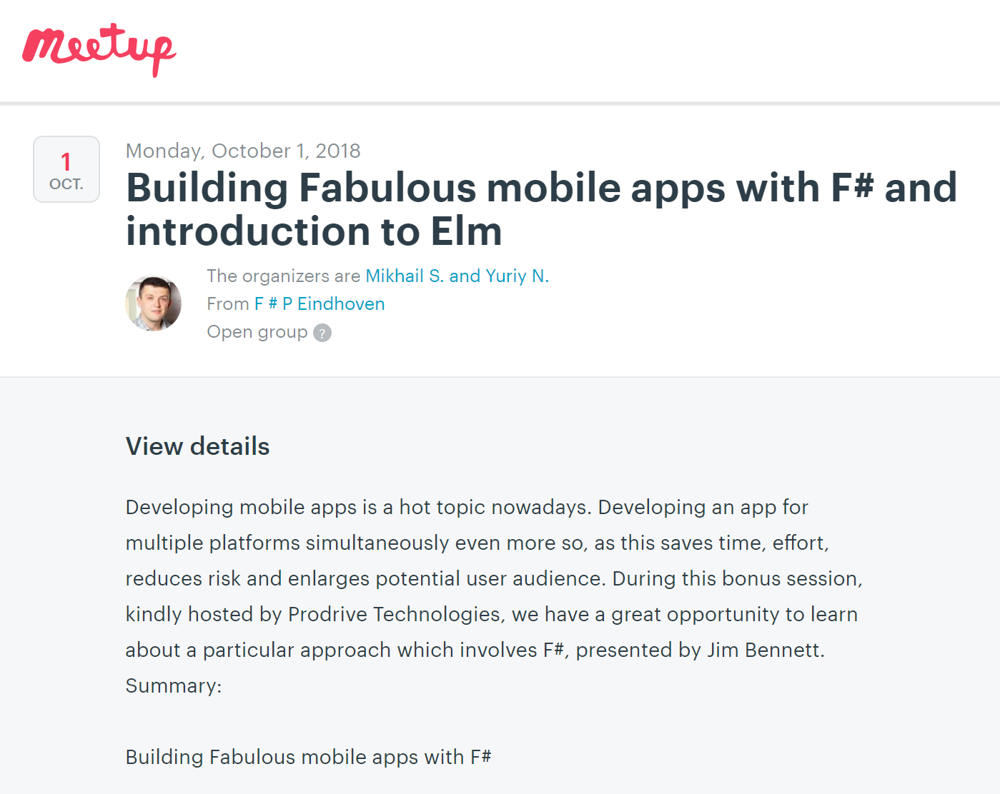 meetup
1
OCT.
Monday, October 1, 2018
Building Fabulous mobile apps with F# and
introduction to Elm
The organizers are Mikhail S. and Yuriy N.
From F # P Eindhoven
Open group ?
View details
Developing mobile apps is a hot topic nowadays. Developing an app for
multiple platforms simultaneously even more so, as this saves time, effort,
reduces risk and enlarges potential user audience. During this bonus session,
kindly hosted by Prodrive Technologies, we have a great opportunity to learn
about a particular approach which involves F#, presented by Jim Bennett.
Summary:
Building Fabulous mobile apps with F#